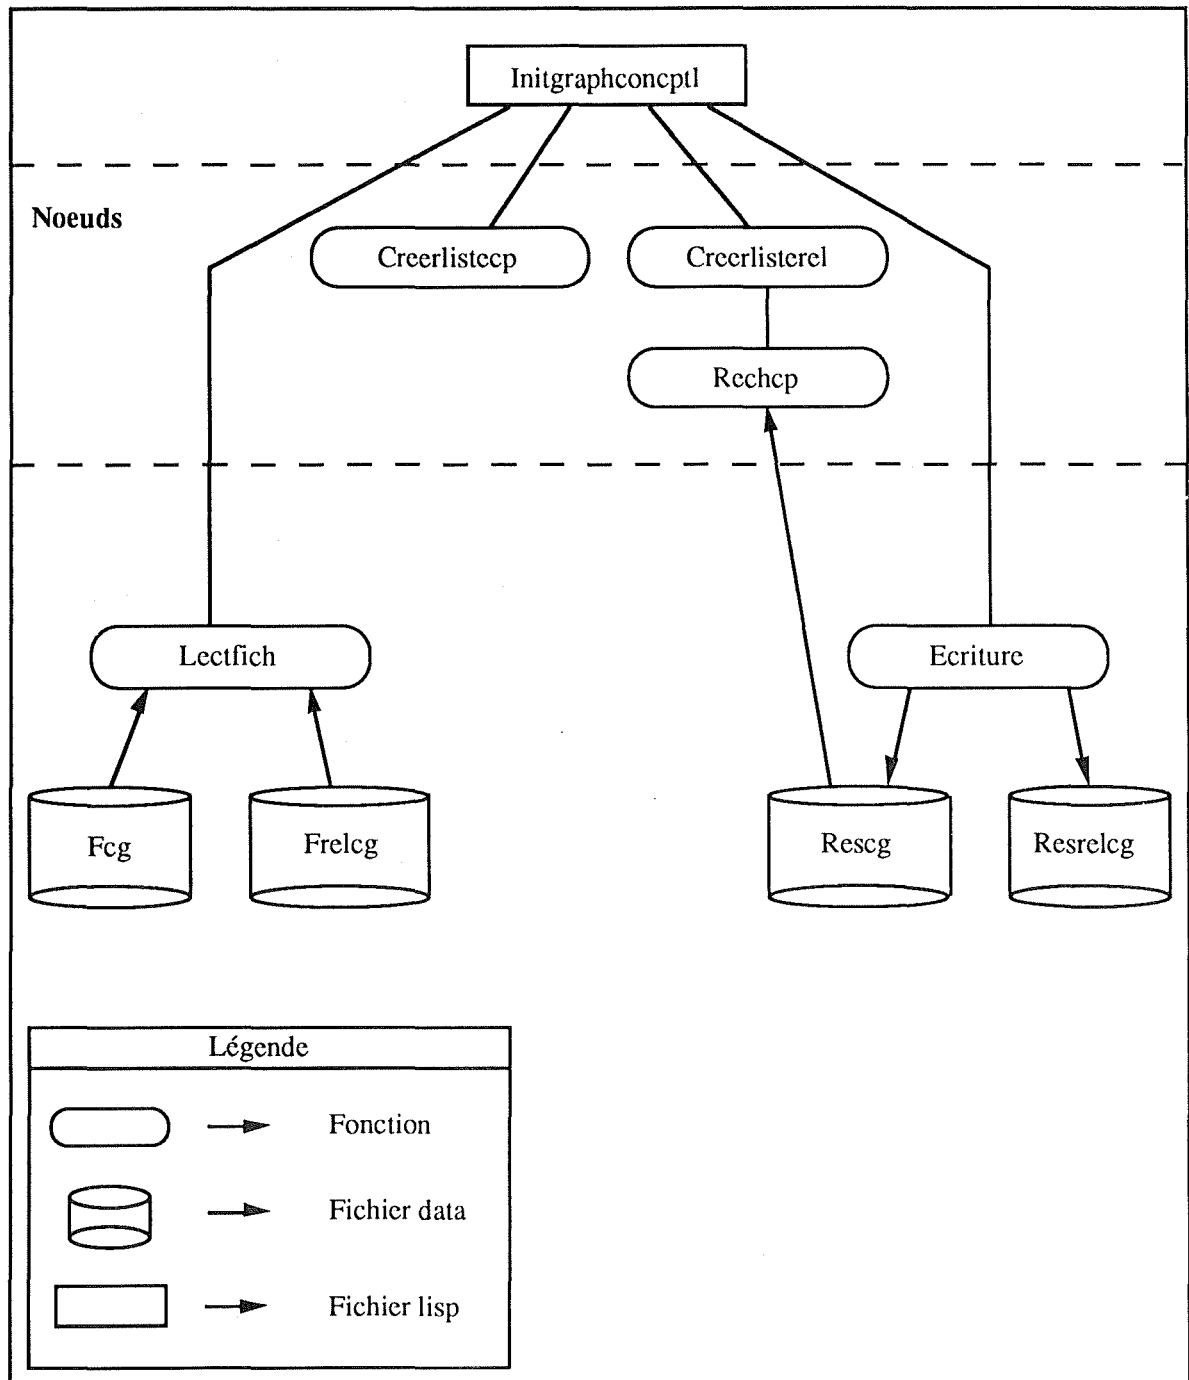 Initgraphconcptl
Noeuds
Creerlistecp
Creerlisterel
Rechcp
Lectfich
Ecriture
Fcg
Frelcg
Rescg
Resrelcg
Légende
Fonction
Fichier data
Fichier lisp